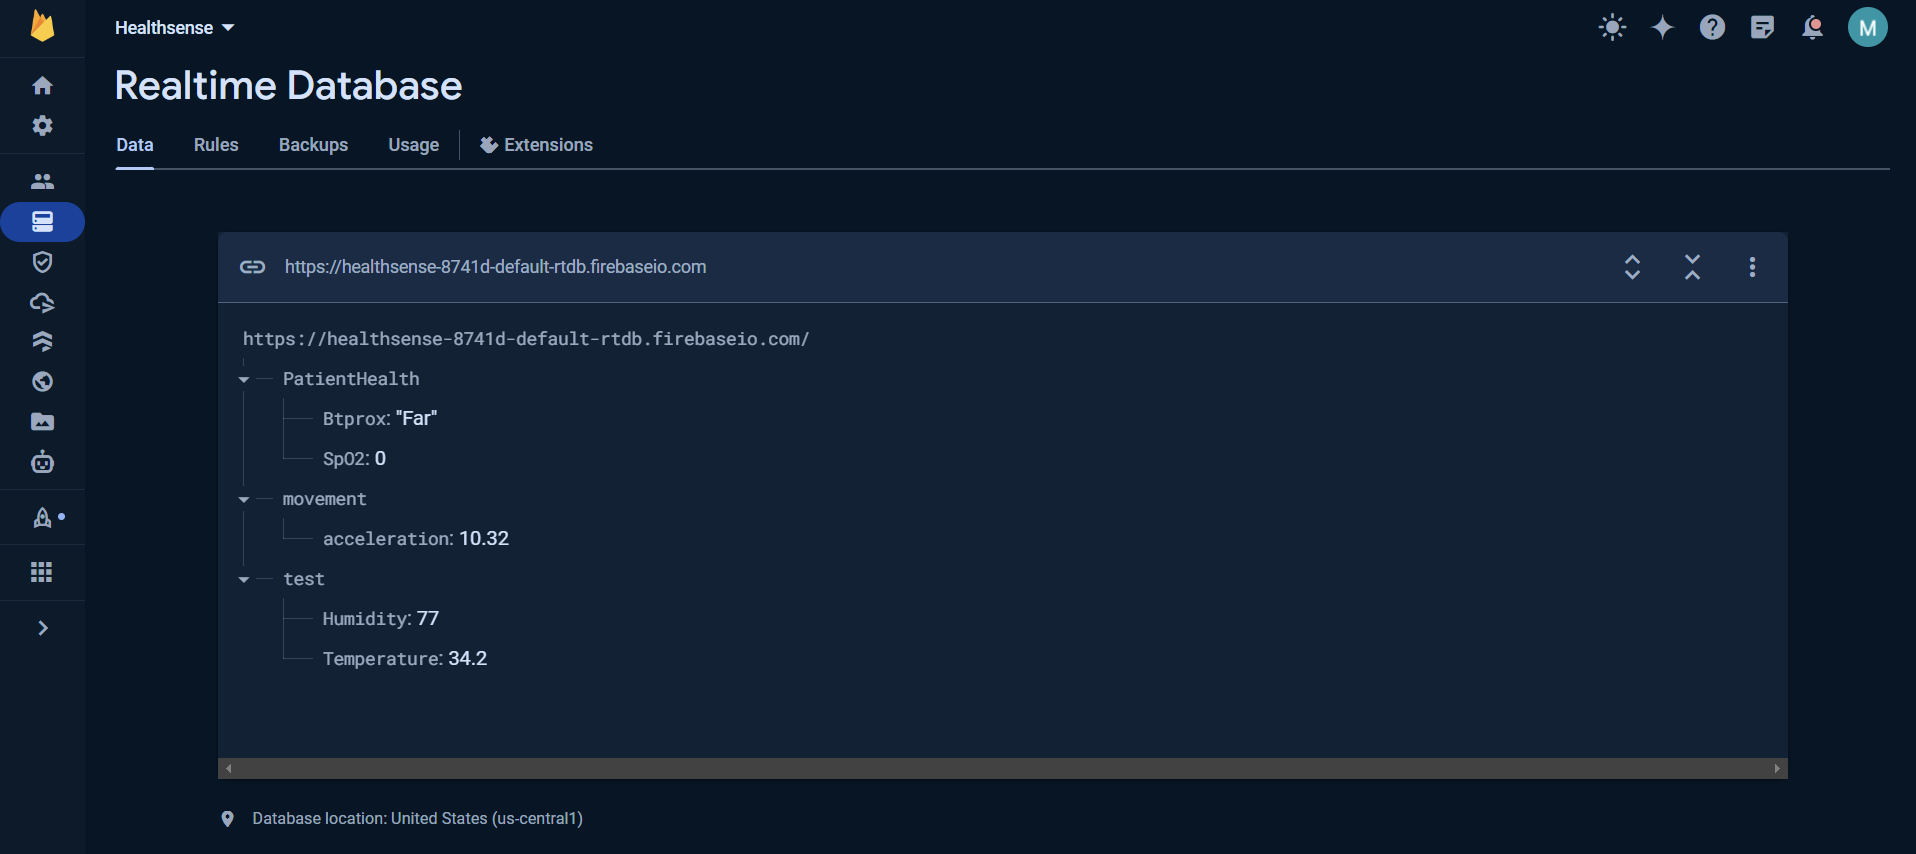 Healthsense
M
Realtime Database
Data Rules Backups Usage Extensions
https://healthsense-8741d-default-rtdb.firebaseio.com
https://healthsense-8741d-default-rtdb.firebaseio.com/
PatientHealth
Btprox: "Far"
SpO2: 0
movement
acceleration: 10.32
test
Humidity: 77
Temperature: 34.2
Database location: United States (us-central1)